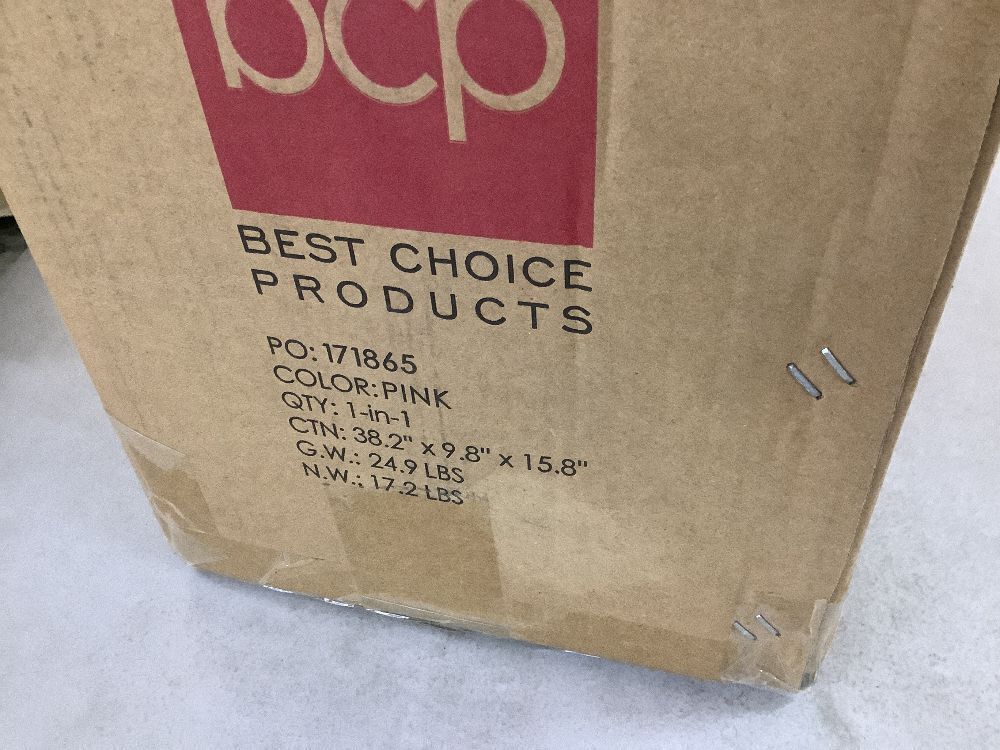 bcp
BEST CHOICE
PRODUCTS
PO: 171865
COLOR: PINK
QTY: 1-in-1
CTN: 38.2" x 9.8" x 15.8"
G.W.: 24.9 LBS
N.W.: 17.2 LBS